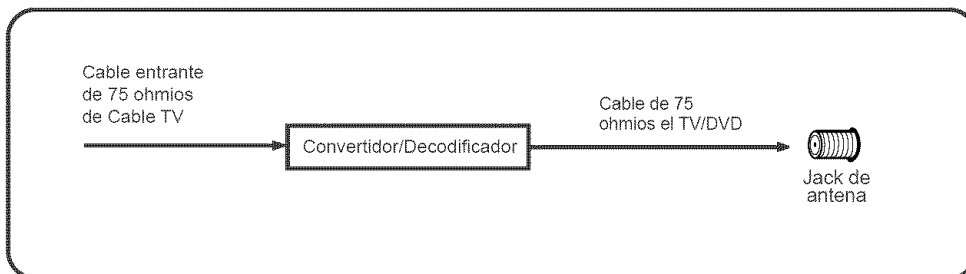 Cable entrante
de 75 ohmios
de Cable TV
Convertidor/Decodificador
Cable de 75
ohmios el TV/DVD
Jack de
antena